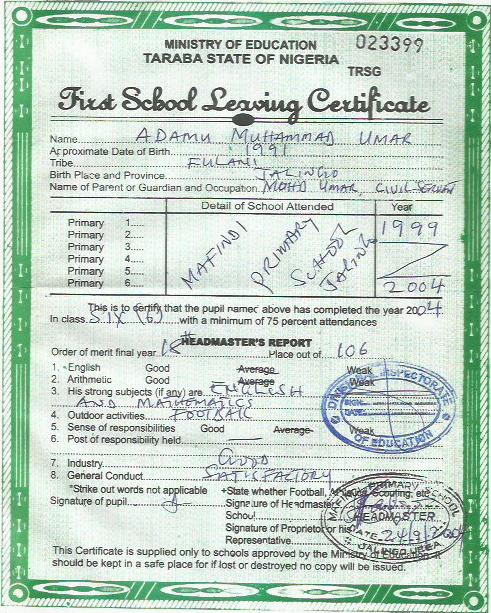 MINISTRY OF EDUCATION 023399
TARABA STATE OF NIGERIA
TRSG
First School Leaving Certificate
Name ADAMU MUHAMMAD UMAR
Approximate Date of Birth 1991
Tribe FULANI
Birth Place and Province JALINGO
Name of Parent or Guardian and Occupation MOHD UMAR, CIVIL SERVANT
Detail of School Attended Year
Primary 1..... 1999
Primary 2.....
Primary 3.....
Primary 4.....
Primary 5.....
Primary 6..... 2004
MAFINDI PRIMARY SCHOOL JALINGO
This is to certify that the pupil named above has completed the year 2004
In class SIX (6) with a minimum of 75 percent attendances
HEADMASTER'S REPORT
Order of merit final year Place out of 106
1. English Good Average Weak
2. Arithmetic Good Average Weak
3. His strong subjects (if any) are ENGLISH
AND MATHEMATICS
4. Outdoor activities FOOTBALL
5. Sense of responsibilities Good Average Weak
6. Post of responsibility held
7. Industry GOOD
8. General Conduct SATISFACTORY
INSPECTORATE
SIGN
DATE
OF EDUCATION
*Strike out words not applicable +State whether Football, Scouting, etc
Signature of pupil Signature of Headmaster
School
Signature of Proprietor or his
Representative
PRIMARY SCHOOL
HEADMASTER
DATE 24/9/2004
JALINGO
This Certificate is supplied only to schools approved by the Ministry of Education. It
should be kept in a safe place for if lost or destroyed no copy will be issued.